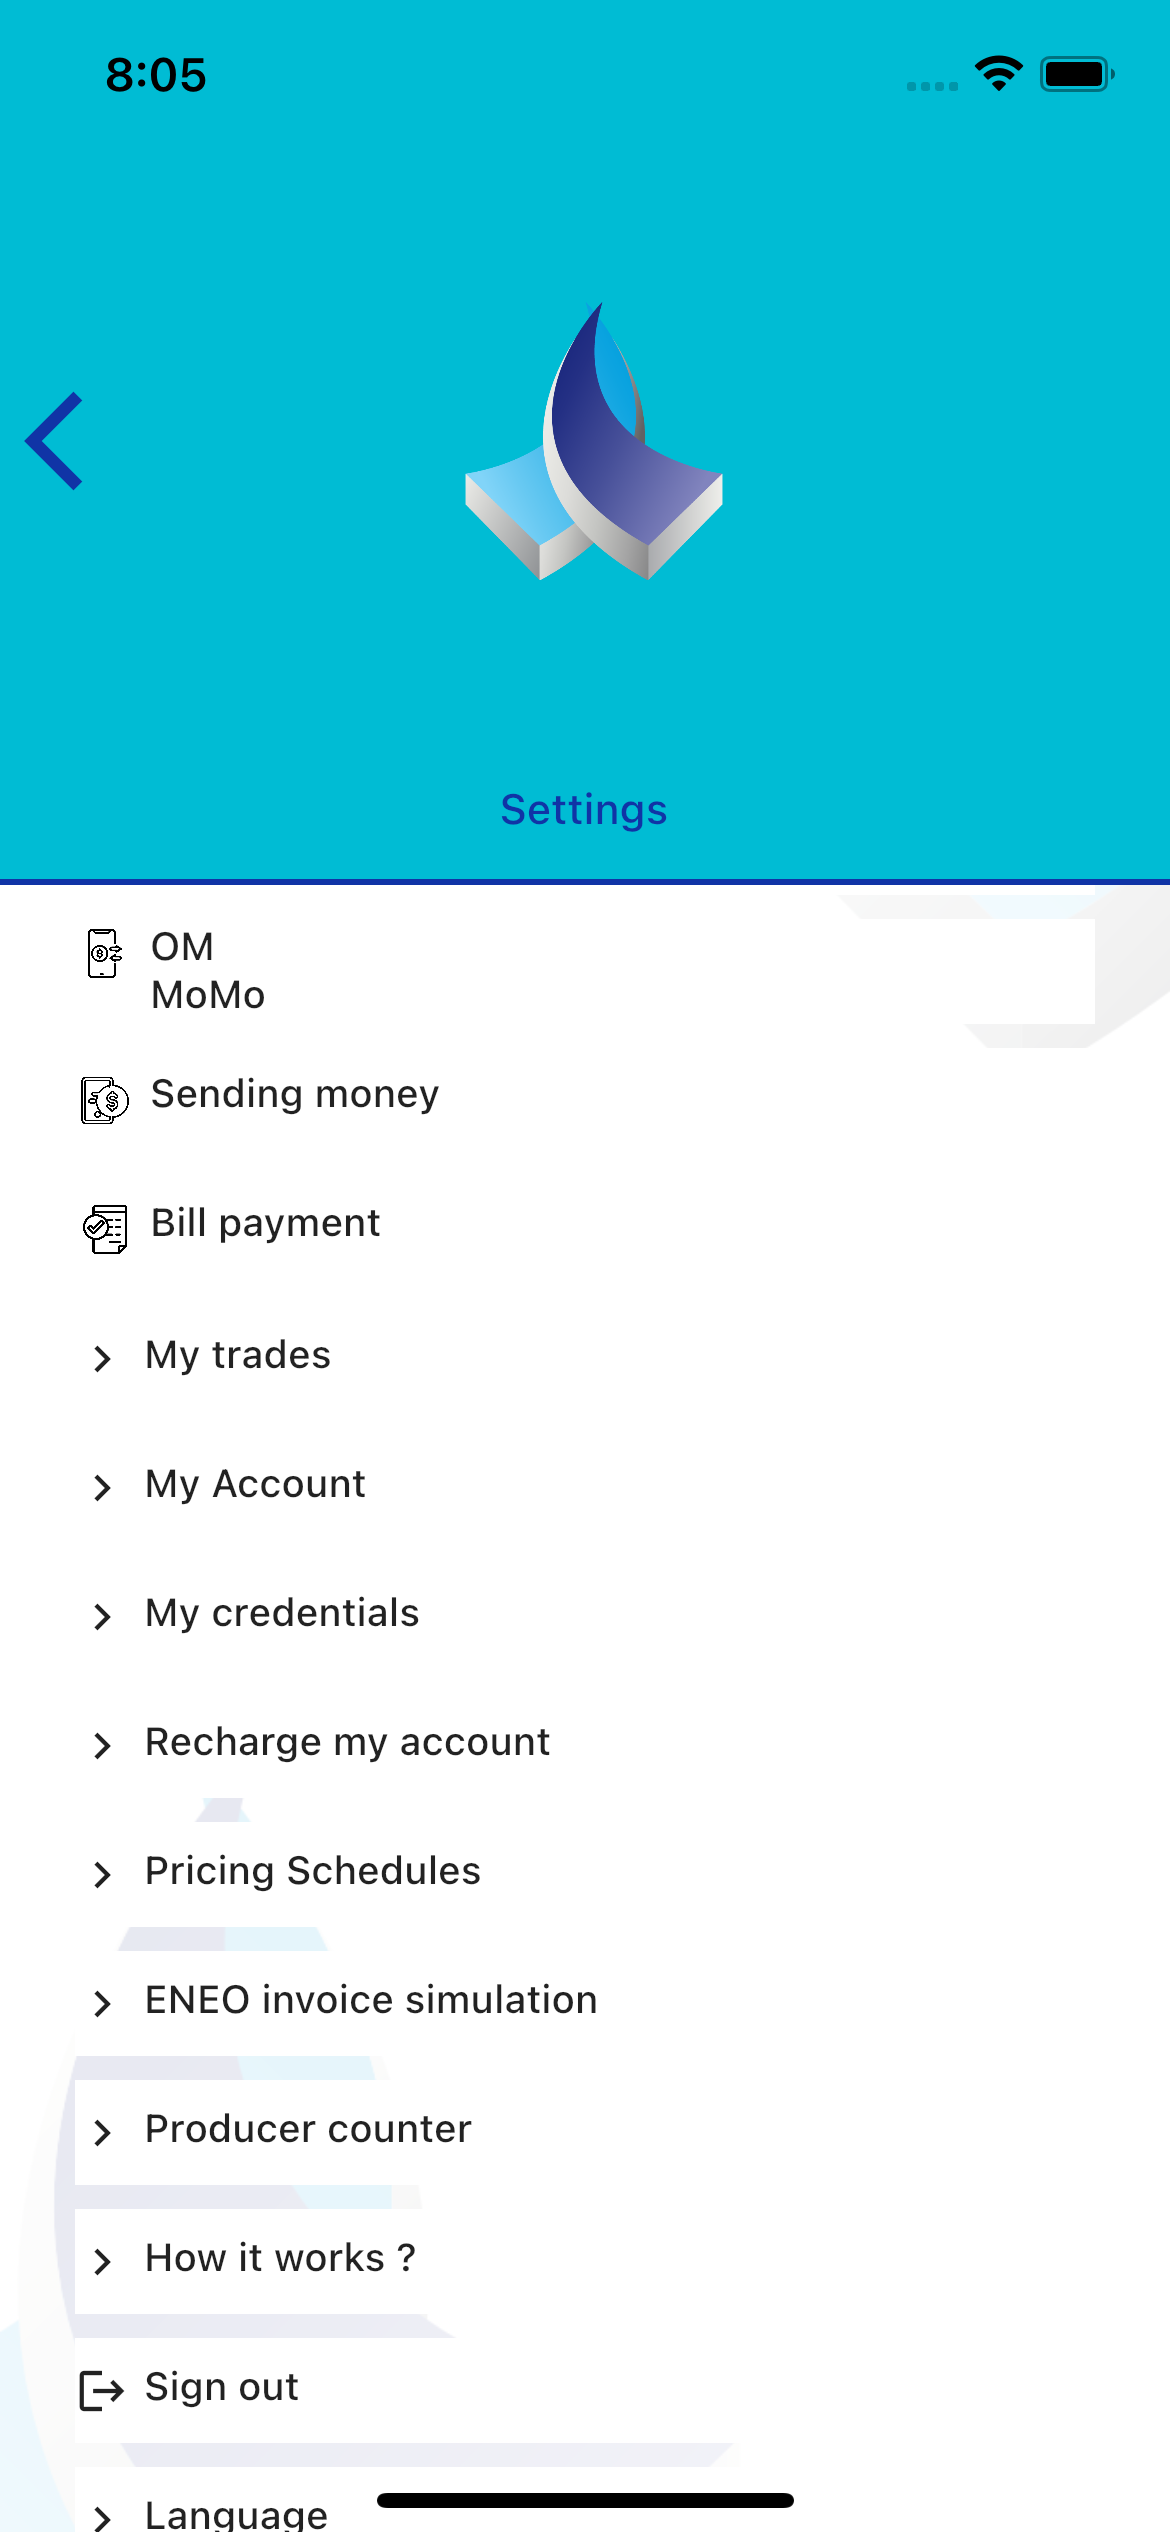 8:05
Settings
OM
MoMo
Sending money
Bill payment
My trades
My Account
My credentials
Recharge my account
Pricing Schedules
ENEO invoice simulation
Producer counter
How it works ?
Sign out
Language